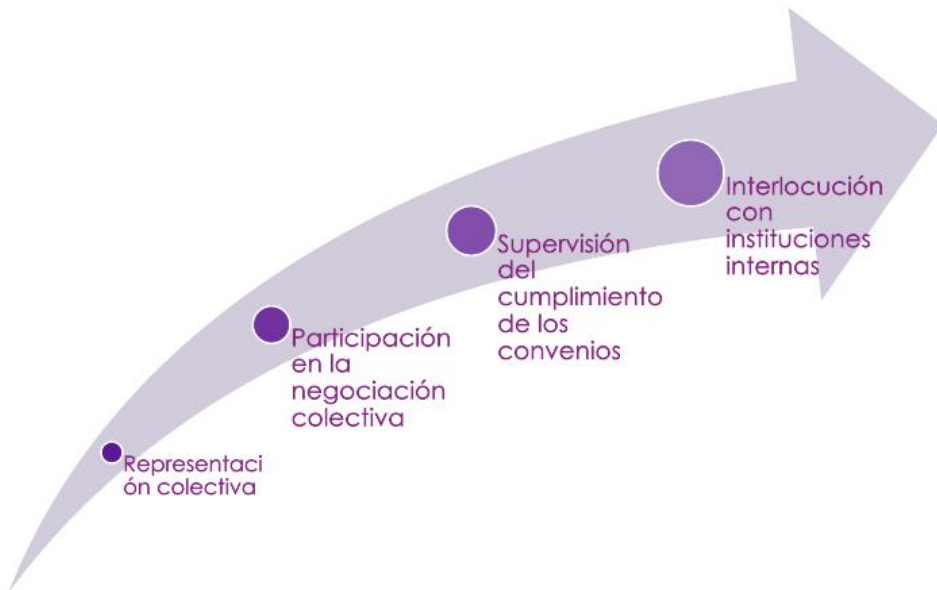 Representaci
ón colectiva
Participación
en la
negociación
colectiva
Supervisión
del
cumplimiento
de los
convenios
Interlocución
con
instituciones
internas